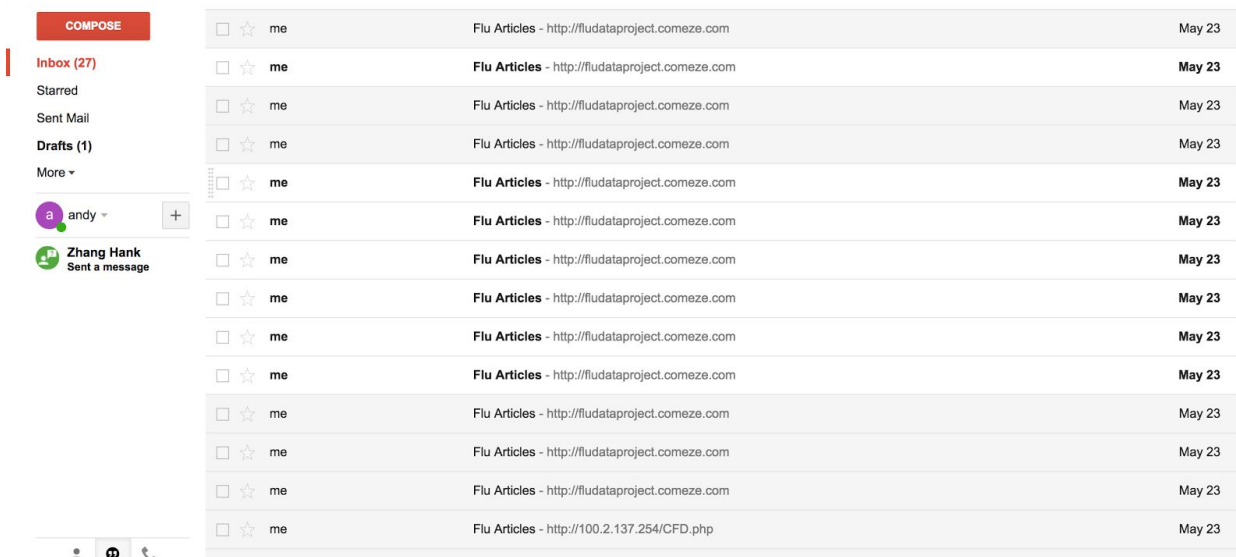 COMPOSE
Inbox (27)
Starred
Sent Mail
Drafts (1)
More
a andy +
Zhang Hank
Sent a message
me Flu Articles - http://fludataproject.comeze.com May 23
me Flu Articles - http://fludataproject.comeze.com May 23
me Flu Articles - http://fludataproject.comeze.com May 23
me Flu Articles - http://fludataproject.comeze.com May 23
me Flu Articles - http://fludataproject.comeze.com May 23
me Flu Articles - http://fludataproject.comeze.com May 23
me Flu Articles - http://fludataproject.comeze.com May 23
me Flu Articles - http://fludataproject.comeze.com May 23
me Flu Articles - http://fludataproject.comeze.com May 23
me Flu Articles - http://fludataproject.comeze.com May 23
me Flu Articles - http://fludataproject.comeze.com May 23
me Flu Articles - http://fludataproject.comeze.com May 23
me Flu Articles - http://fludataproject.comeze.com May 23
me Flu Articles - http://100.2.137.254/CFD.php May 23